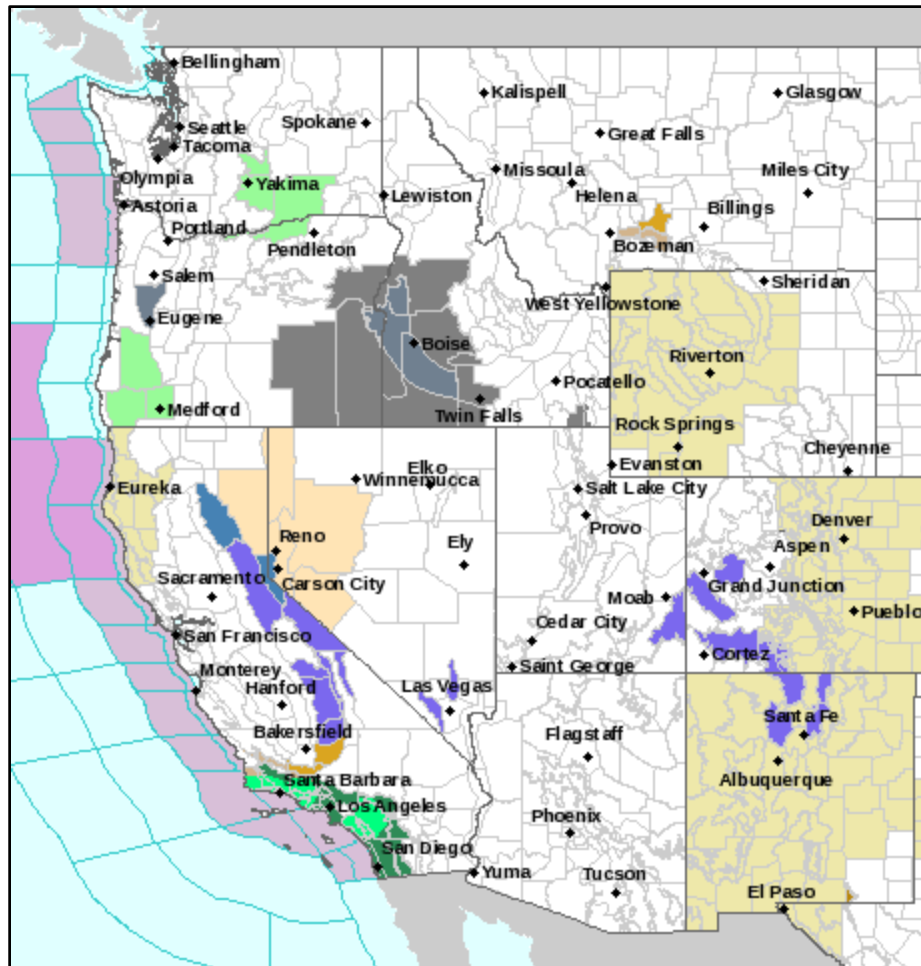 Bellingham
Kalispell
Glasgow
Seattle
Spokane
Great Falls
Tacoma
Missoula
Miles City
Olympia
Yakima
Helena
Lewiston
Astoria
Billings
Portland
Pendleton
Bozeman
Salem
Sheridan
West Yellowstone
Eugene
Boise
Riverton
Pocatello
Medford
Twin Falls
Rock Springs
Cheyenne
Elko
Evanston
Eureka
Winnemucca
Salt Lake City
Provo
Denver
Reno
Ely
Aspen
Sacramento
Carson City
Grand Junction
Moab
Pueblo
Cedar City
San Francisco
Cortez
Saint George
Monterey
Hanford
Las Vegas
Santa Fe
Bakersfield
Flagstaff
Albuquerque
Santa Barbara
Los Angeles
Phoenix
San Diego
Yuma
Tucson
El Paso